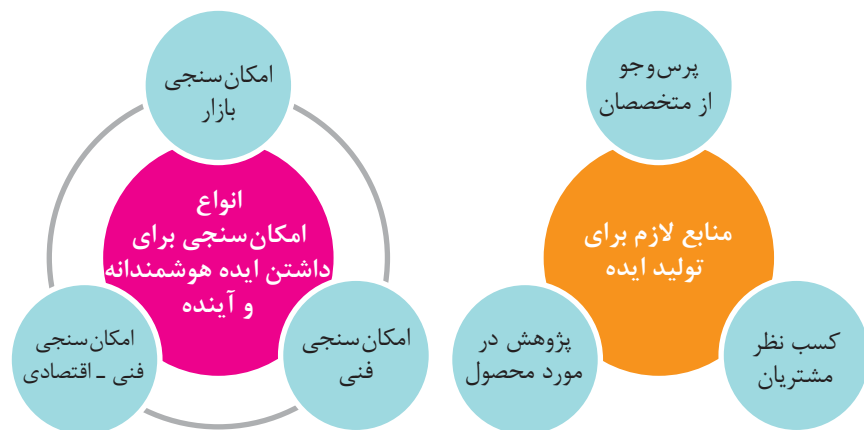 پرس‌وجو
از متخصصان
منابع لازم برای
تولید ایده
کسب نظر
مشتریان
پژوهش در
مورد محصول
امکان‌سنجی
بازار
انواع
امکان‌سنجی برای
داشتن ایده هوشمندانه
و آینده
امکان‌سنجی
فنی
امکان‌سنجی
فنی ـ اقتصادی